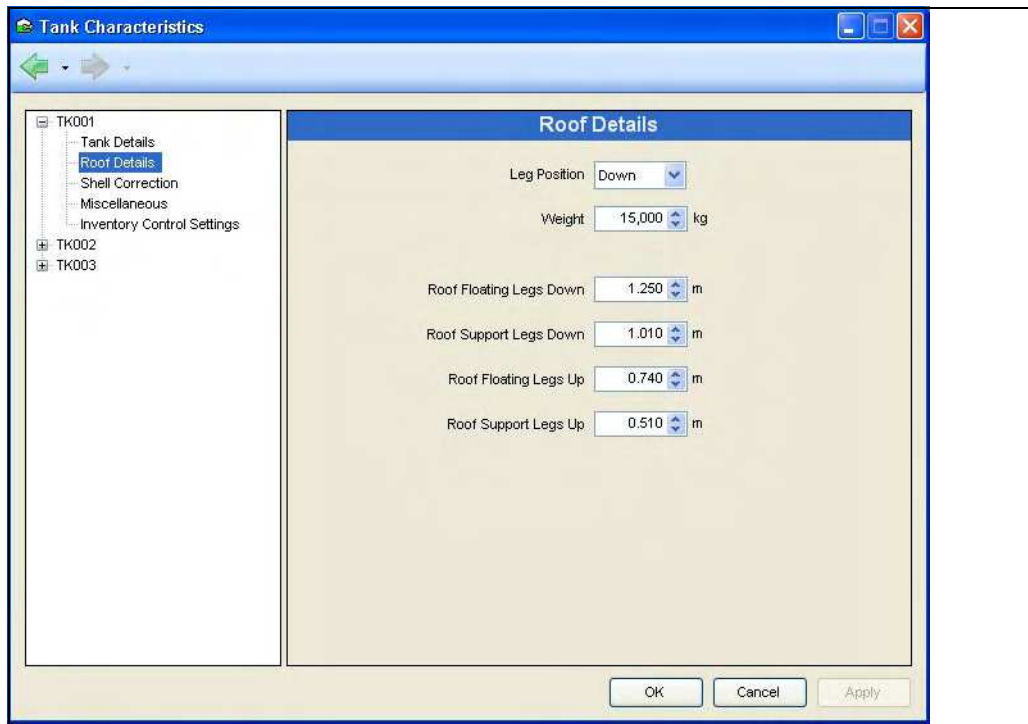 Tank Characteristics
TK001
Tank Details
Roof Details
Shell Correction
Miscellaneous
Inventory Control Settings
TK002
TK003
Roof Details
Leg Position Down
Weight 15,000 kg
Roof Floating Legs Down 1.250 m
Roof Support Legs Down 1.010 m
Roof Floating Legs Up 0.740 m
Roof Support Legs Up 0.510 m
OK Cancel Apply